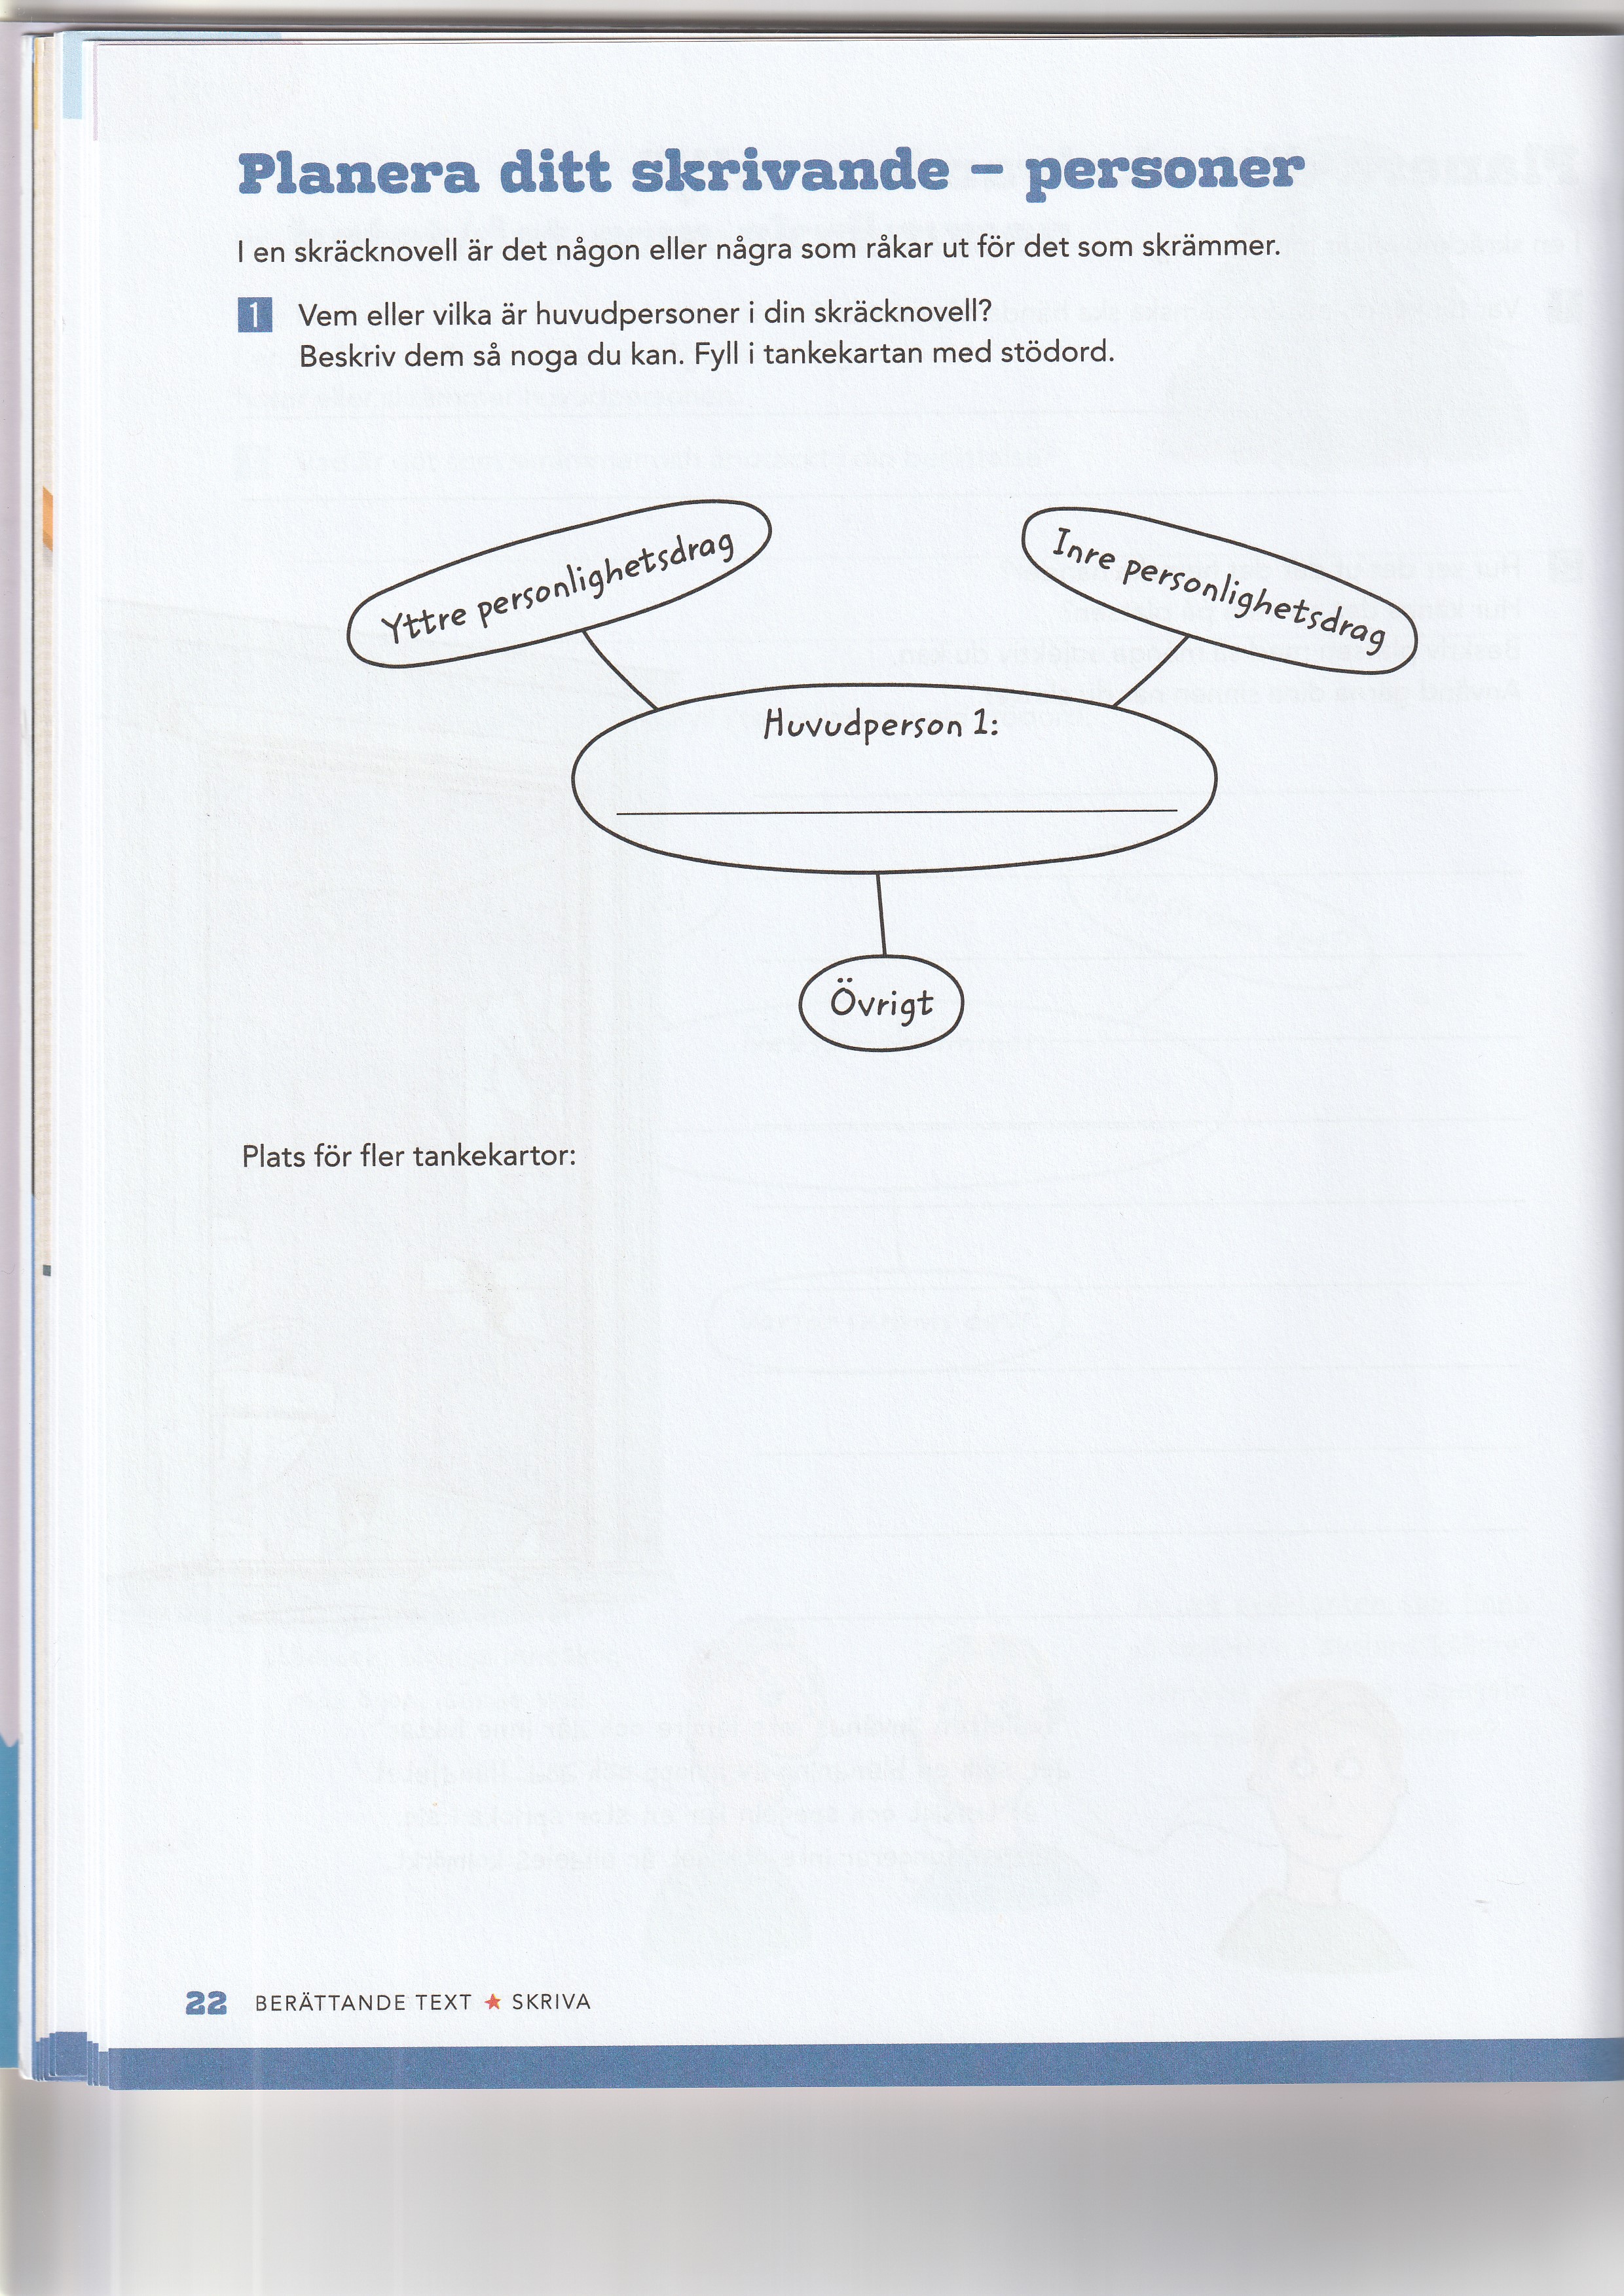 Planera ditt skrivande – personer
I en skräcknovell är det någon eller några som råkar ut för det som skrämmer.
1 Vem eller vilka är huvudpersoner i din skräcknovell?
Beskriv dem så noga du kan. Fyll i tankekartan med stödord.
Yttre personlighetsdrag
Inre personlighetsdrag
Huvudperson 1:
Övrigt
Plats för fler tankekartor:
22 BERÄTTANDE TEXT ★ SKRIVA